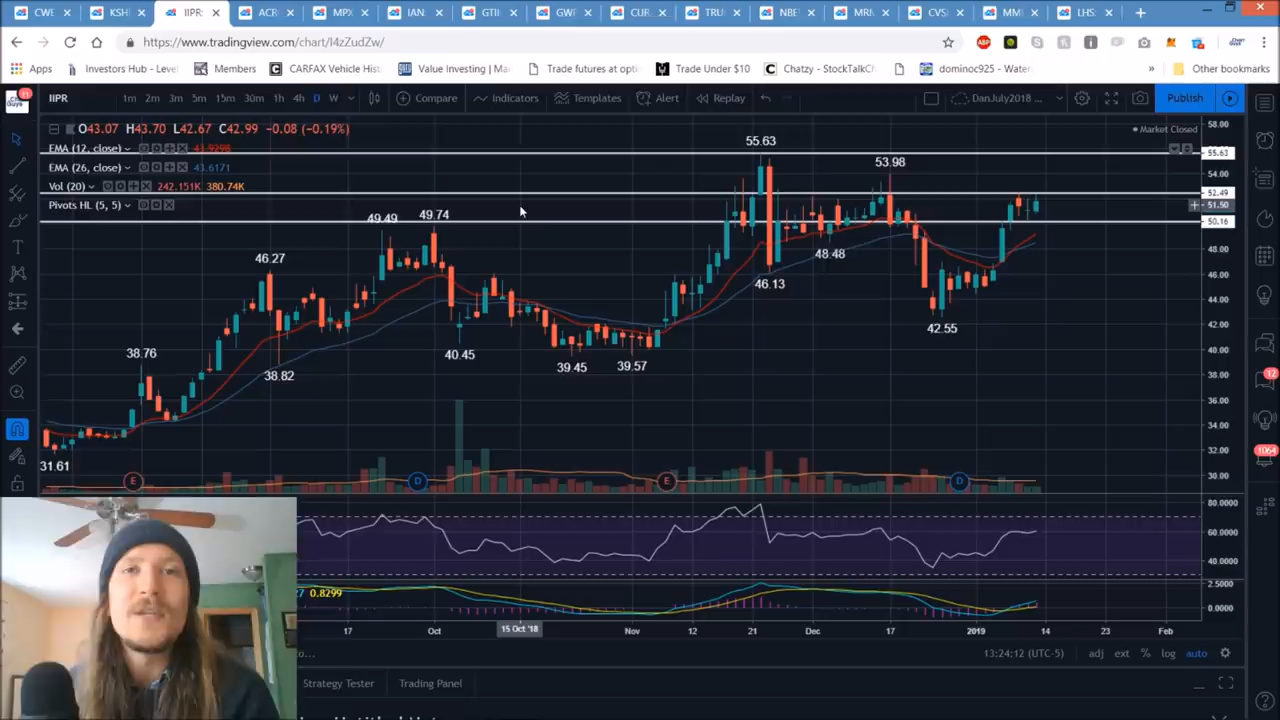 CWE
KSH
IIPR
ACR
MPX
IAN
GTII
GWP
CUR
TRU
NBE
MRM
CVS
MMI
LHS
https://www.tradingview.com/chart/I4zZudZw/
Apps Investors Hub - Leve Members CARFAX Vehicle Hist Value Investing | Ma Trade futures at opti Trade Under $10 Chatzy - StockTalkCh dominoc925 - Water » Other bookmarks
IIPR 1m 2m 3m 5m 15m 30m 1h 4h D W Compare Indicators Templates Alert Replay DanJuly2018 ... Publish
O43.07 H43.70 L42.67 C42.99 -0.08 (-0.19%)
Market Closed
EMA (12, close)
EMA (26, close) 43.6171
Vol (20) 242.151K 380.74K
Pivots HL (5, 5)
58.00
55.63
54.00
52.49
51.50
50.16
48.00
46.00
44.00
42.00
40.00
38.00
36.00
34.00
32.00
30.00
55.63
53.98
49.49
49.74
48.48
46.27
46.13
42.55
40.45
39.45
39.57
38.76
38.82
31.61
E
D
E
D
80.0000
60.0000
40.0000
2.5000
0.0000
0.8299
17 Oct 15 Oct '18 Nov 12 21 Dec 17 2019 14 23 Feb
13:24:12 (UTC-5) adj ext % log auto
Strategy Tester Trading Panel
11
12
1064